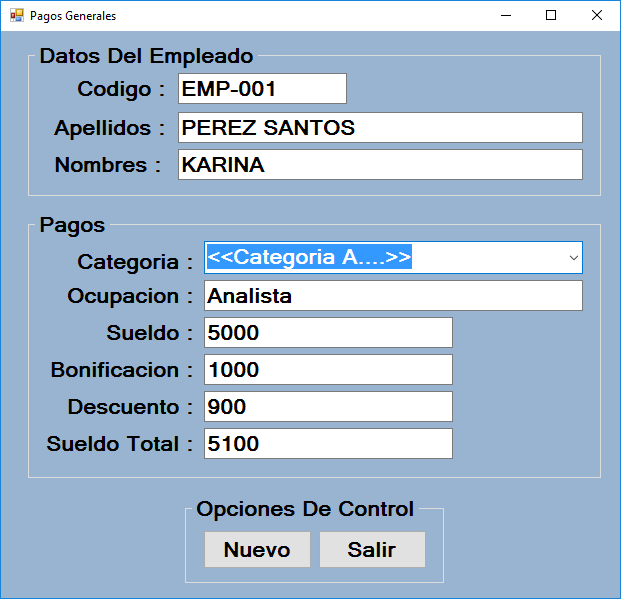 Pagos Generales
Datos Del Empleado
Codigo : EMP-001
Apellidos : PEREZ SANTOS
Nombres : KARINA
Pagos
Categoria : <<Categoria A....>>
Ocupacion : Analista
Sueldo : 5000
Bonificacion : 1000
Descuento : 900
Sueldo Total : 5100
Opciones De Control
Nuevo Salir